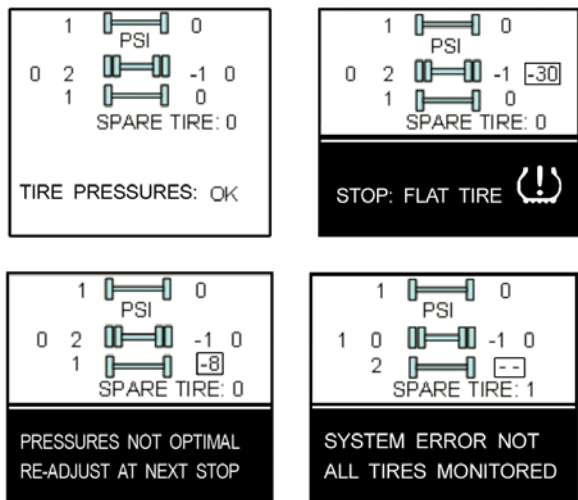 1 0
PSI
0 2 -1 0
1 0
SPARE TIRE: 0
TIRE PRESSURES: OK
1 0
PSI
0 2 -1 -30
1 0
SPARE TIRE: 0
STOP: FLAT TIRE
1 0
PSI
0 2 -1 0
1 -8
SPARE TIRE: 0
PRESSURES NOT OPTIMAL
RE-ADJUST AT NEXT STOP
1 0
PSI
1 0 -1 0
2 --
SPARE TIRE: 1
SYSTEM ERROR NOT
ALL TIRES MONITORED